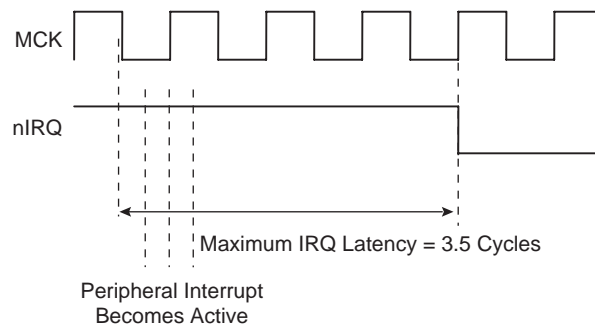 MCK
nIRQ
Maximum IRQ Latency = 3.5 Cycles
Peripheral Interrupt
Becomes Active